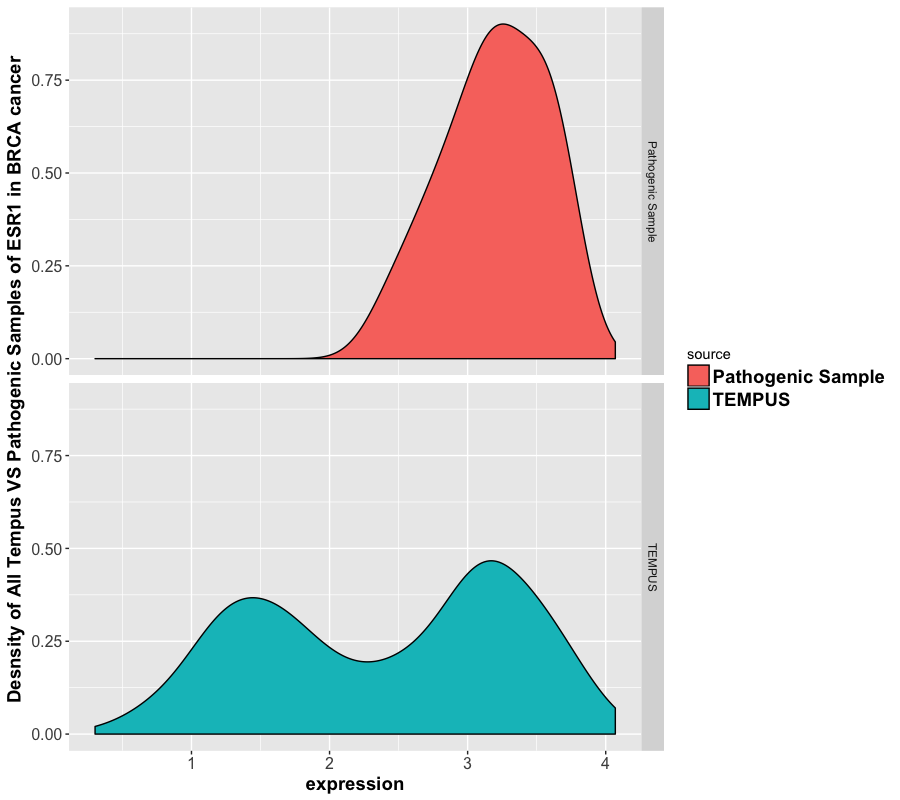 Desnsity of All Tempus VS Pathogenic Samples of ESR1 in BRCA cancer
0.75
0.50
0.25
0.00
Pathogenic Sample
0.75
0.50
0.25
0.00
TEMPUS
1 2 3 4
expression
source
Pathogenic Sample
TEMPUS